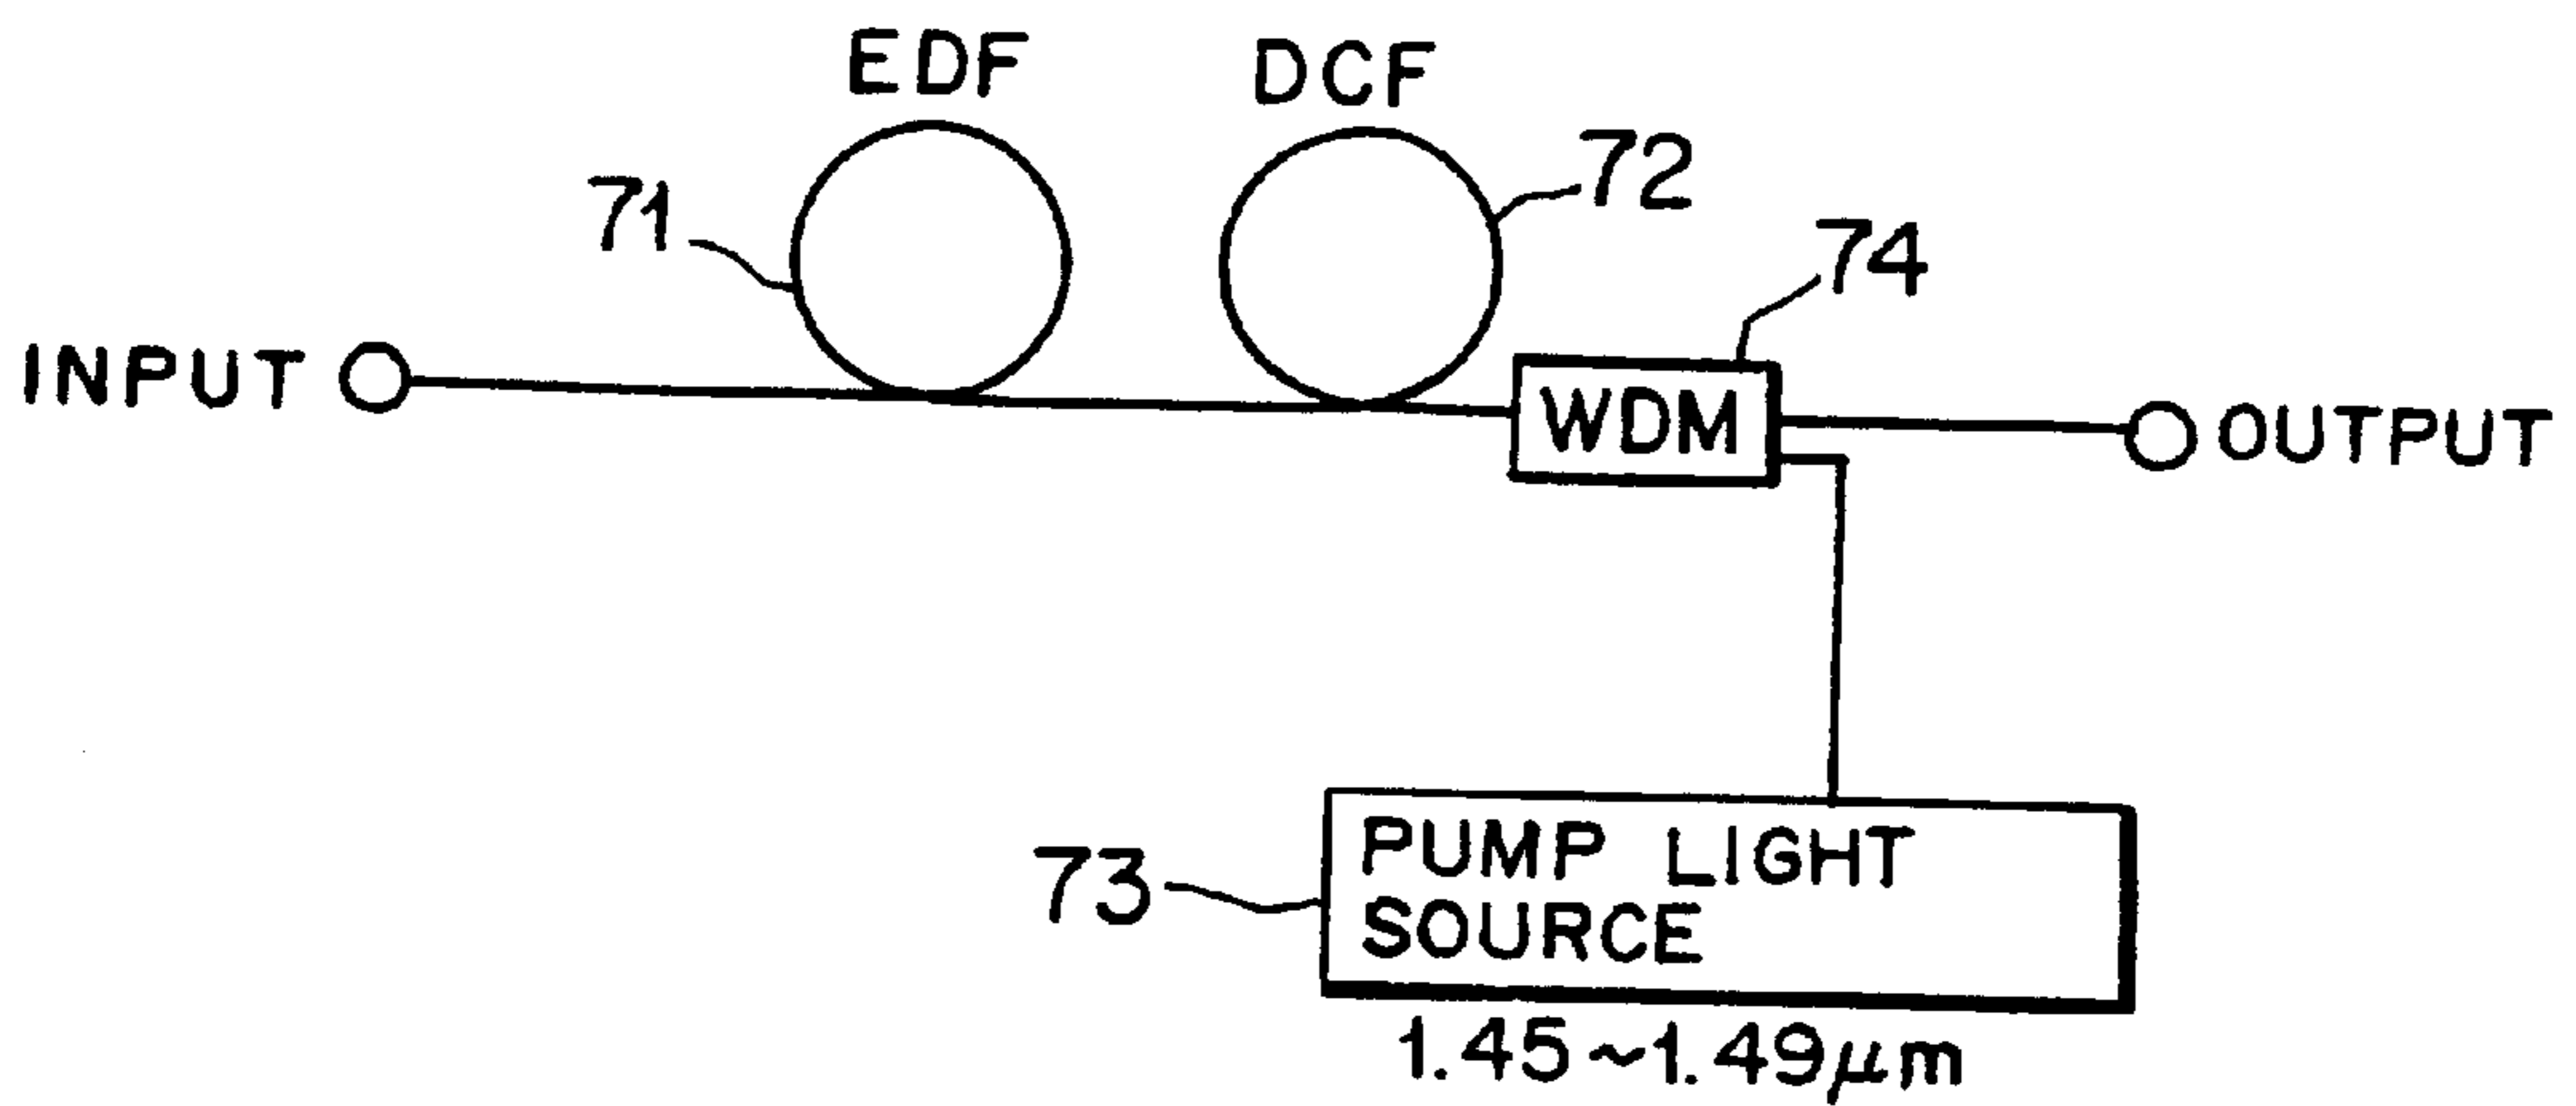 EDF
DCF
71
72
74
INPUT
WDM
OUTPUT
73
PUMP LIGHT
SOURCE
1.45~1.49μm